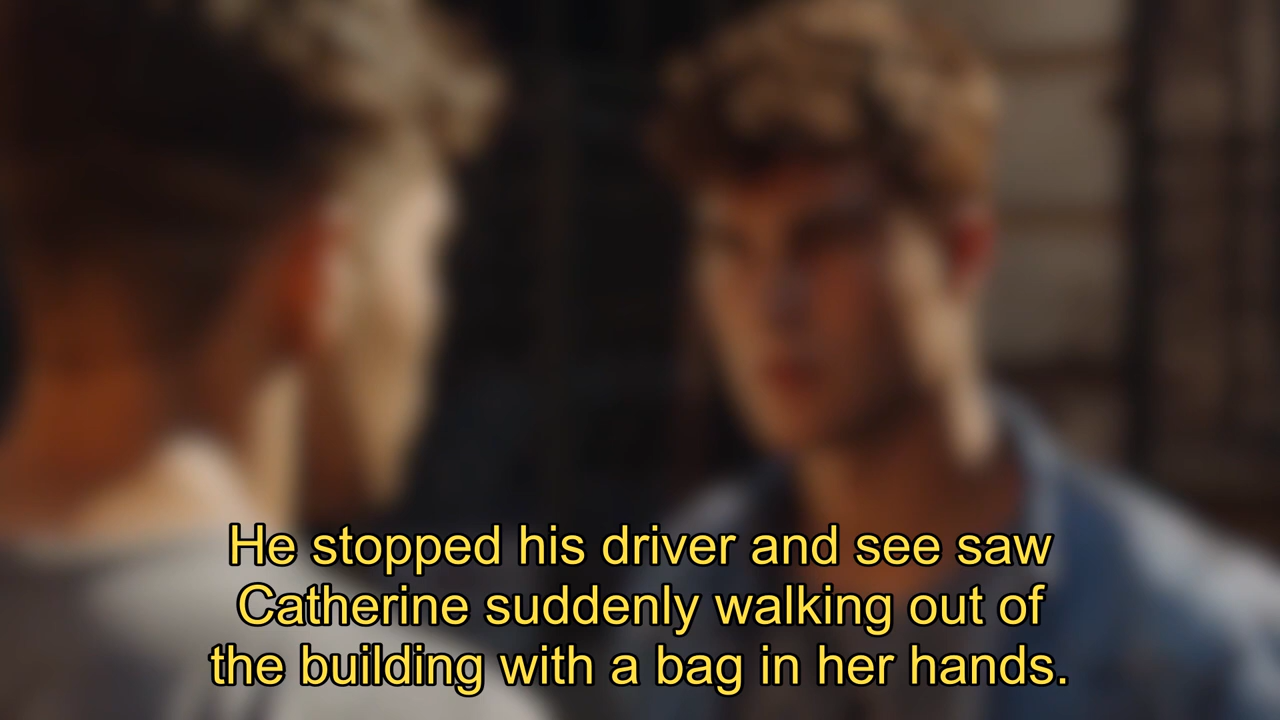 He stopped his driver and see saw
Catherine suddenly walking out of
the building with a bag in her hands.